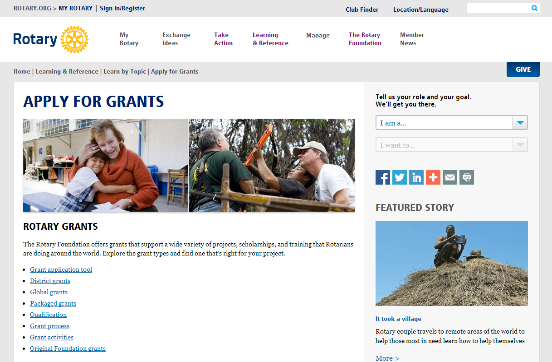 ROTARY.ORG > MY ROTARY | Sign In/Register
Club Finder
Location/Language
Rotary
My
Rotary
Exchange
Ideas
Take
Action
Learning
& Reference
Manage
The Rotary
Foundation
Member
News
Home | Learning & Reference | Learn by Topic | Apply for Grants
GIVE
APPLY FOR GRANTS
ROTARY GRANTS
The Rotary Foundation offers grants that support a wide variety of projects, scholarships, and training that Rotarians
are doing around the world. Explore the grant types and find one that's right for your project.
Grant application tool
District grants
Global grants
Packaged grants
Qualification
Grant process
Grant activities
Original Foundation grants
Tell us your role and your goal.
We'll get you there.
I am a...
I want to...
FEATURED STORY
It took a village
Rotary couple travels to remote areas of the world to
help those most in need learn how to help themselves
More >